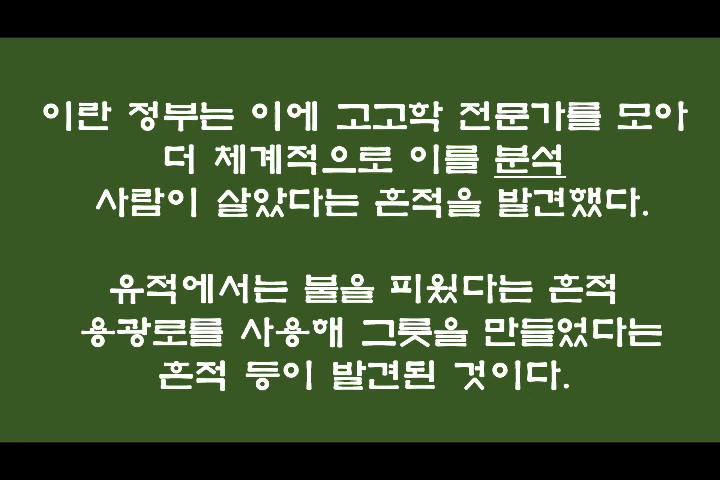 이란 정부는 이에 고고학 전문가를 모아
더 체계적으로 이를 분석
사람이 살았다는 흔적을 발견했다.
유적에서는 불을 피웠다는 흔적
용광로를 사용해 그릇을 만들었다는
흔적 등이 발견된 것이다.